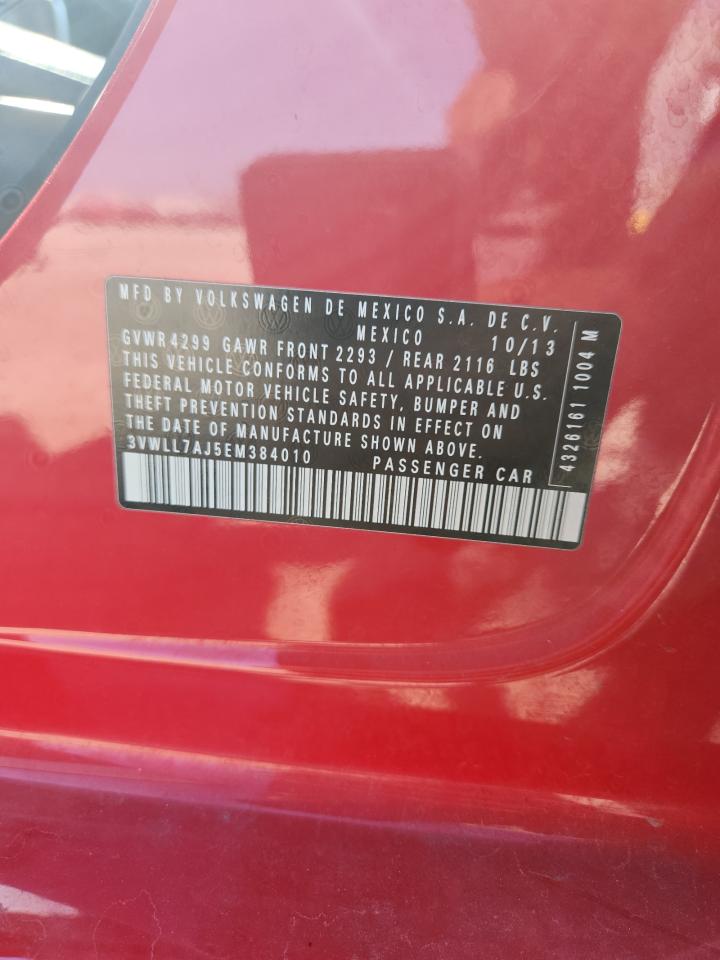 MFD BY VOLKSWAGEN DE MEXICO S.A. DE C.V.
MEXICO 10/13
GVWR 4299 GAWR FRONT 2293 / REAR 2116 LBS
THIS VEHICLE CONFORMS TO ALL APPLICABLE U.S.
FEDERAL MOTOR VEHICLE SAFETY, BUMPER AND
THEFT PREVENTION STANDARDS IN EFFECT ON
THE DATE OF MANUFACTURE SHOWN ABOVE.
3VWLL7AJ5EM384010 PASSENGER CAR
4326161 1004 M